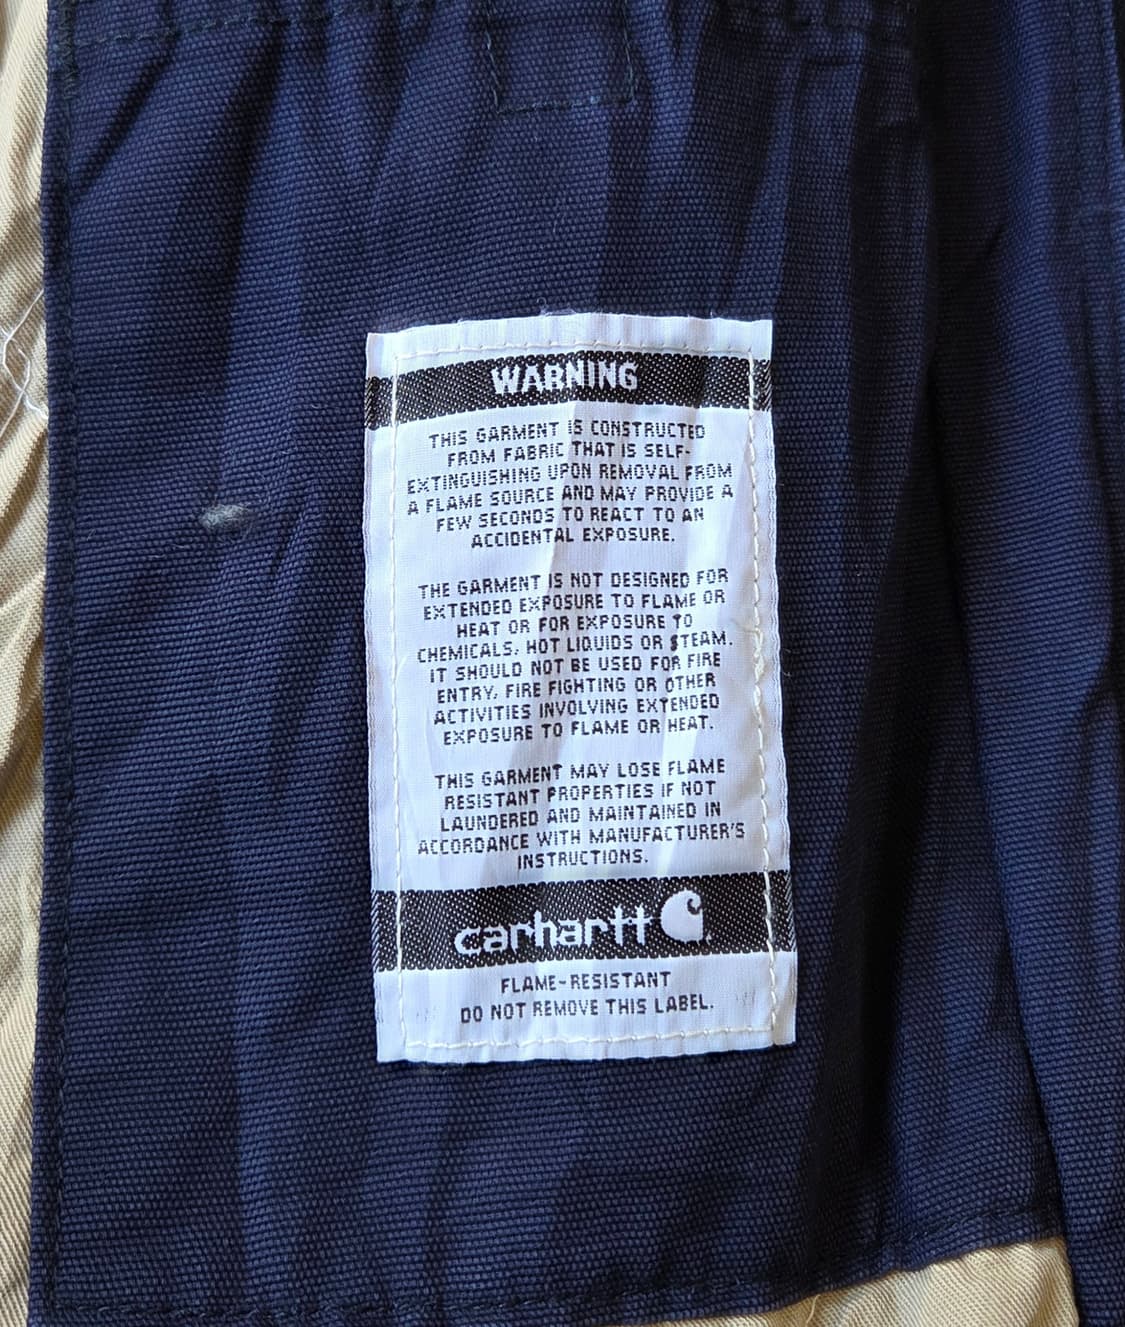 WARNING
THIS GARMENT IS CONSTRUCTED
FROM FABRIC THAT IS SELF-
EXTINGUISHING UPON REMOVAL FROM
A FLAME SOURCE AND MAY PROVIDE A
FEW SECONDS TO REACT TO AN
ACCIDENTAL EXPOSURE.
THE GARMENT IS NOT DESIGNED FOR
EXTENDED EXPOSURE TO FLAME OR
HEAT OR FOR EXPOSURE TO
CHEMICALS, HOT LIQUIDS OR STEAM.
IT SHOULD NOT BE USED FOR FIRE
ENTRY, FIRE FIGHTING OR OTHER
ACTIVITIES INVOLVING EXTENDED
EXPOSURE TO FLAME OR HEAT.
THIS GARMENT MAY LOSE FLAME
RESISTANT PROPERTIES IF NOT
LAUNDERED AND MAINTAINED IN
ACCORDANCE WITH MANUFACTURER'S
INSTRUCTIONS.
carhartt
FLAME-RESISTANT
DO NOT REMOVE THIS LABEL.